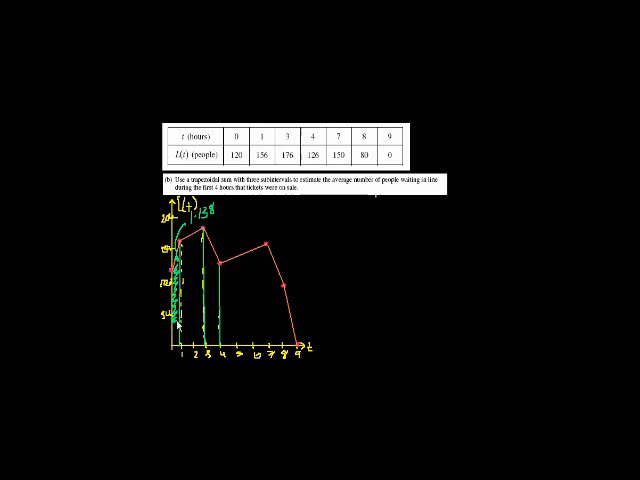 t (hours) 0 1 3 4 7 8 9
L(t) (people) 120 156 176 126 150 80 0
(b) Use a trapezoidal sum with three subintervals to estimate the average number of people waiting in line
during the first 4 hours that tickets were on sale.
L(t)
1·138
1 2 3 4 5 6 7 8 9 t